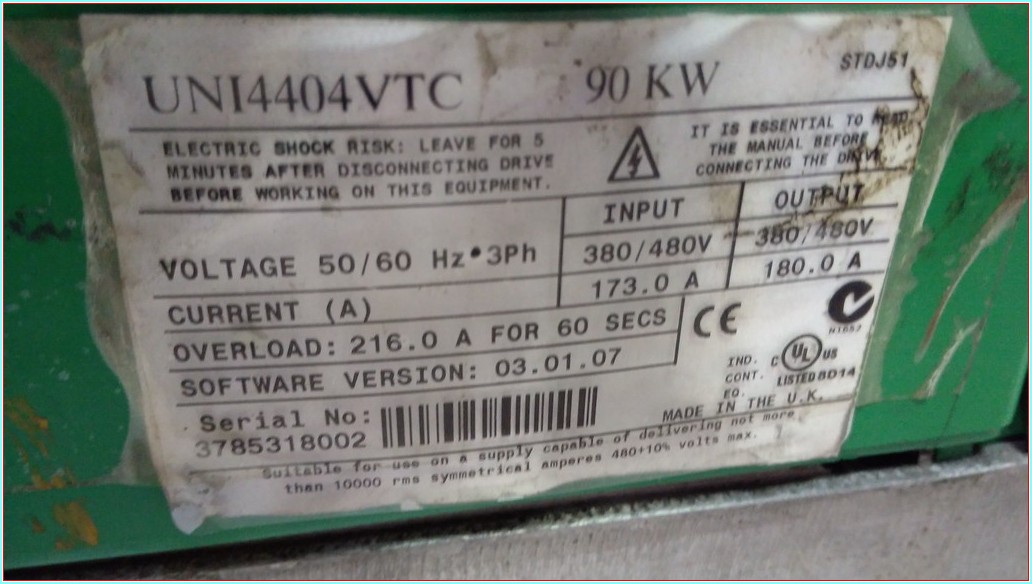 UNI4404VTC 90 KW STDJ51
ELECTRIC SHOCK RISK: LEAVE FOR 5
MINUTES AFTER DISCONNECTING DRIVE
BEFORE WORKING ON THIS EQUIPMENT.
IT IS ESSENTIAL TO READ
THE MANUAL BEFORE
CONNECTING THE DRIVE
INPUT OUTPUT
VOLTAGE 50/60 Hz•3Ph 380/480V 380/480V
CURRENT (A) 173.0 A 180.0 A
OVERLOAD: 216.0 A FOR 60 SECS
SOFTWARE VERSION: 03.01.07
CE
N1652
IND.
CONT.
EQ.
C UL US
LISTED 8D14
Serial No:
3785318002
MADE IN THE U.K.
Suitable for use on a supply capable of delivering not more
than 10000 rms symmetrical amperes 480+10% volts max.